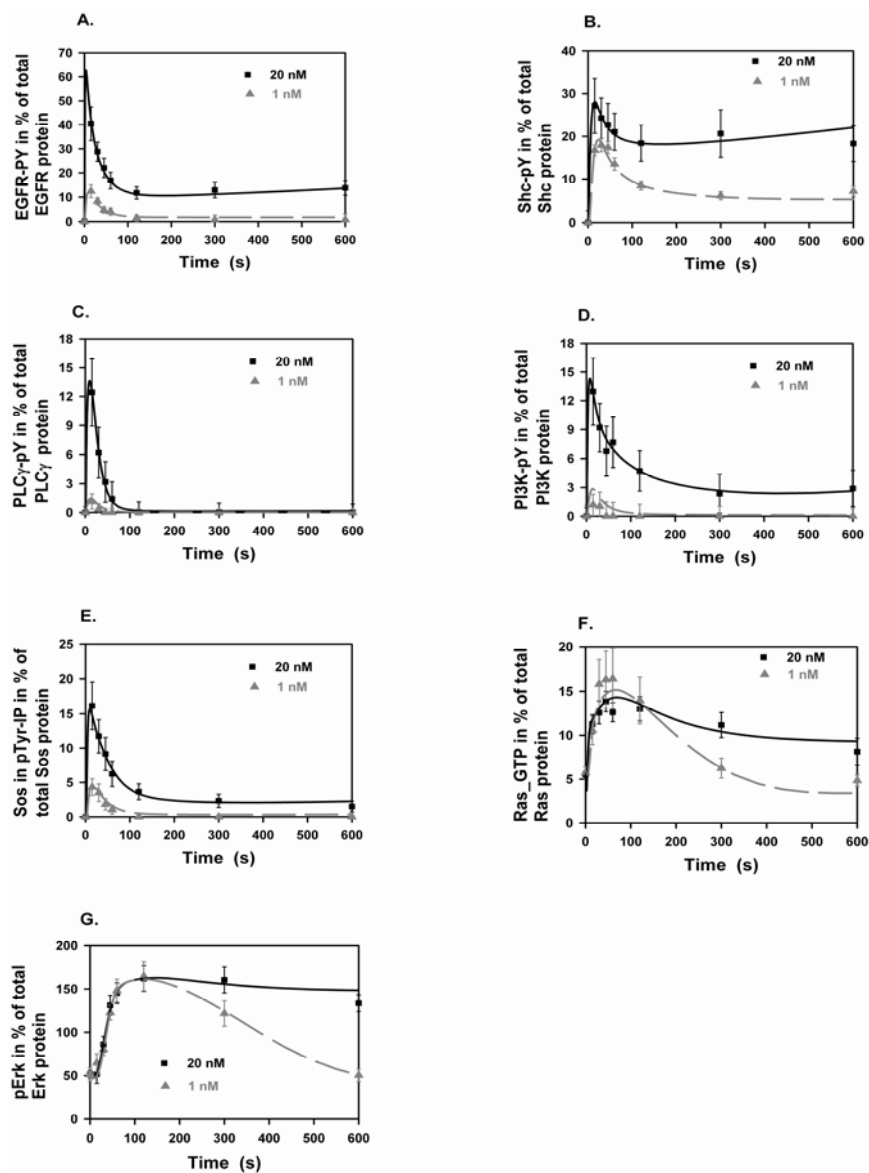 A.
EGFR-PY in % of total
EGFR protein
70
60
50
40
30
20
10
0
20 nM
1 nM
0 100 200 300 400 500 600
Time (s)
B.
Shc-pY in % of total
Shc protein
40
30
20
10
0
20 nM
1 nM
0 100 200 300 400 500 600
Time (s)
C.
PLCγ-pY in % of total
PLCγ protein
18
15
12
9
6
3
0
20 nM
1 nM
0 100 200 300 400 500 600
Time (s)
D.
PI3K-pY in % of total
PI3K protein
18
15
12
9
6
3
0
20 nM
1 nM
0 100 200 300 400 500 600
Time (s)
E.
Sos in pTyr-IP in % of
total Sos protein
25
20
15
10
5
0
20 nM
1 nM
0 100 200 300 400 500 600
Time (s)
F.
Ras_GTP in % of total
Ras protein
20
15
10
5
0
20 nM
1 nM
0 100 200 300 400 500 600
Time (s)
G.
pErk in % of total
Erk protein
200
150
100
50
0
20 nM
1 nM
0 100 200 300 400 500 600
Time (s)